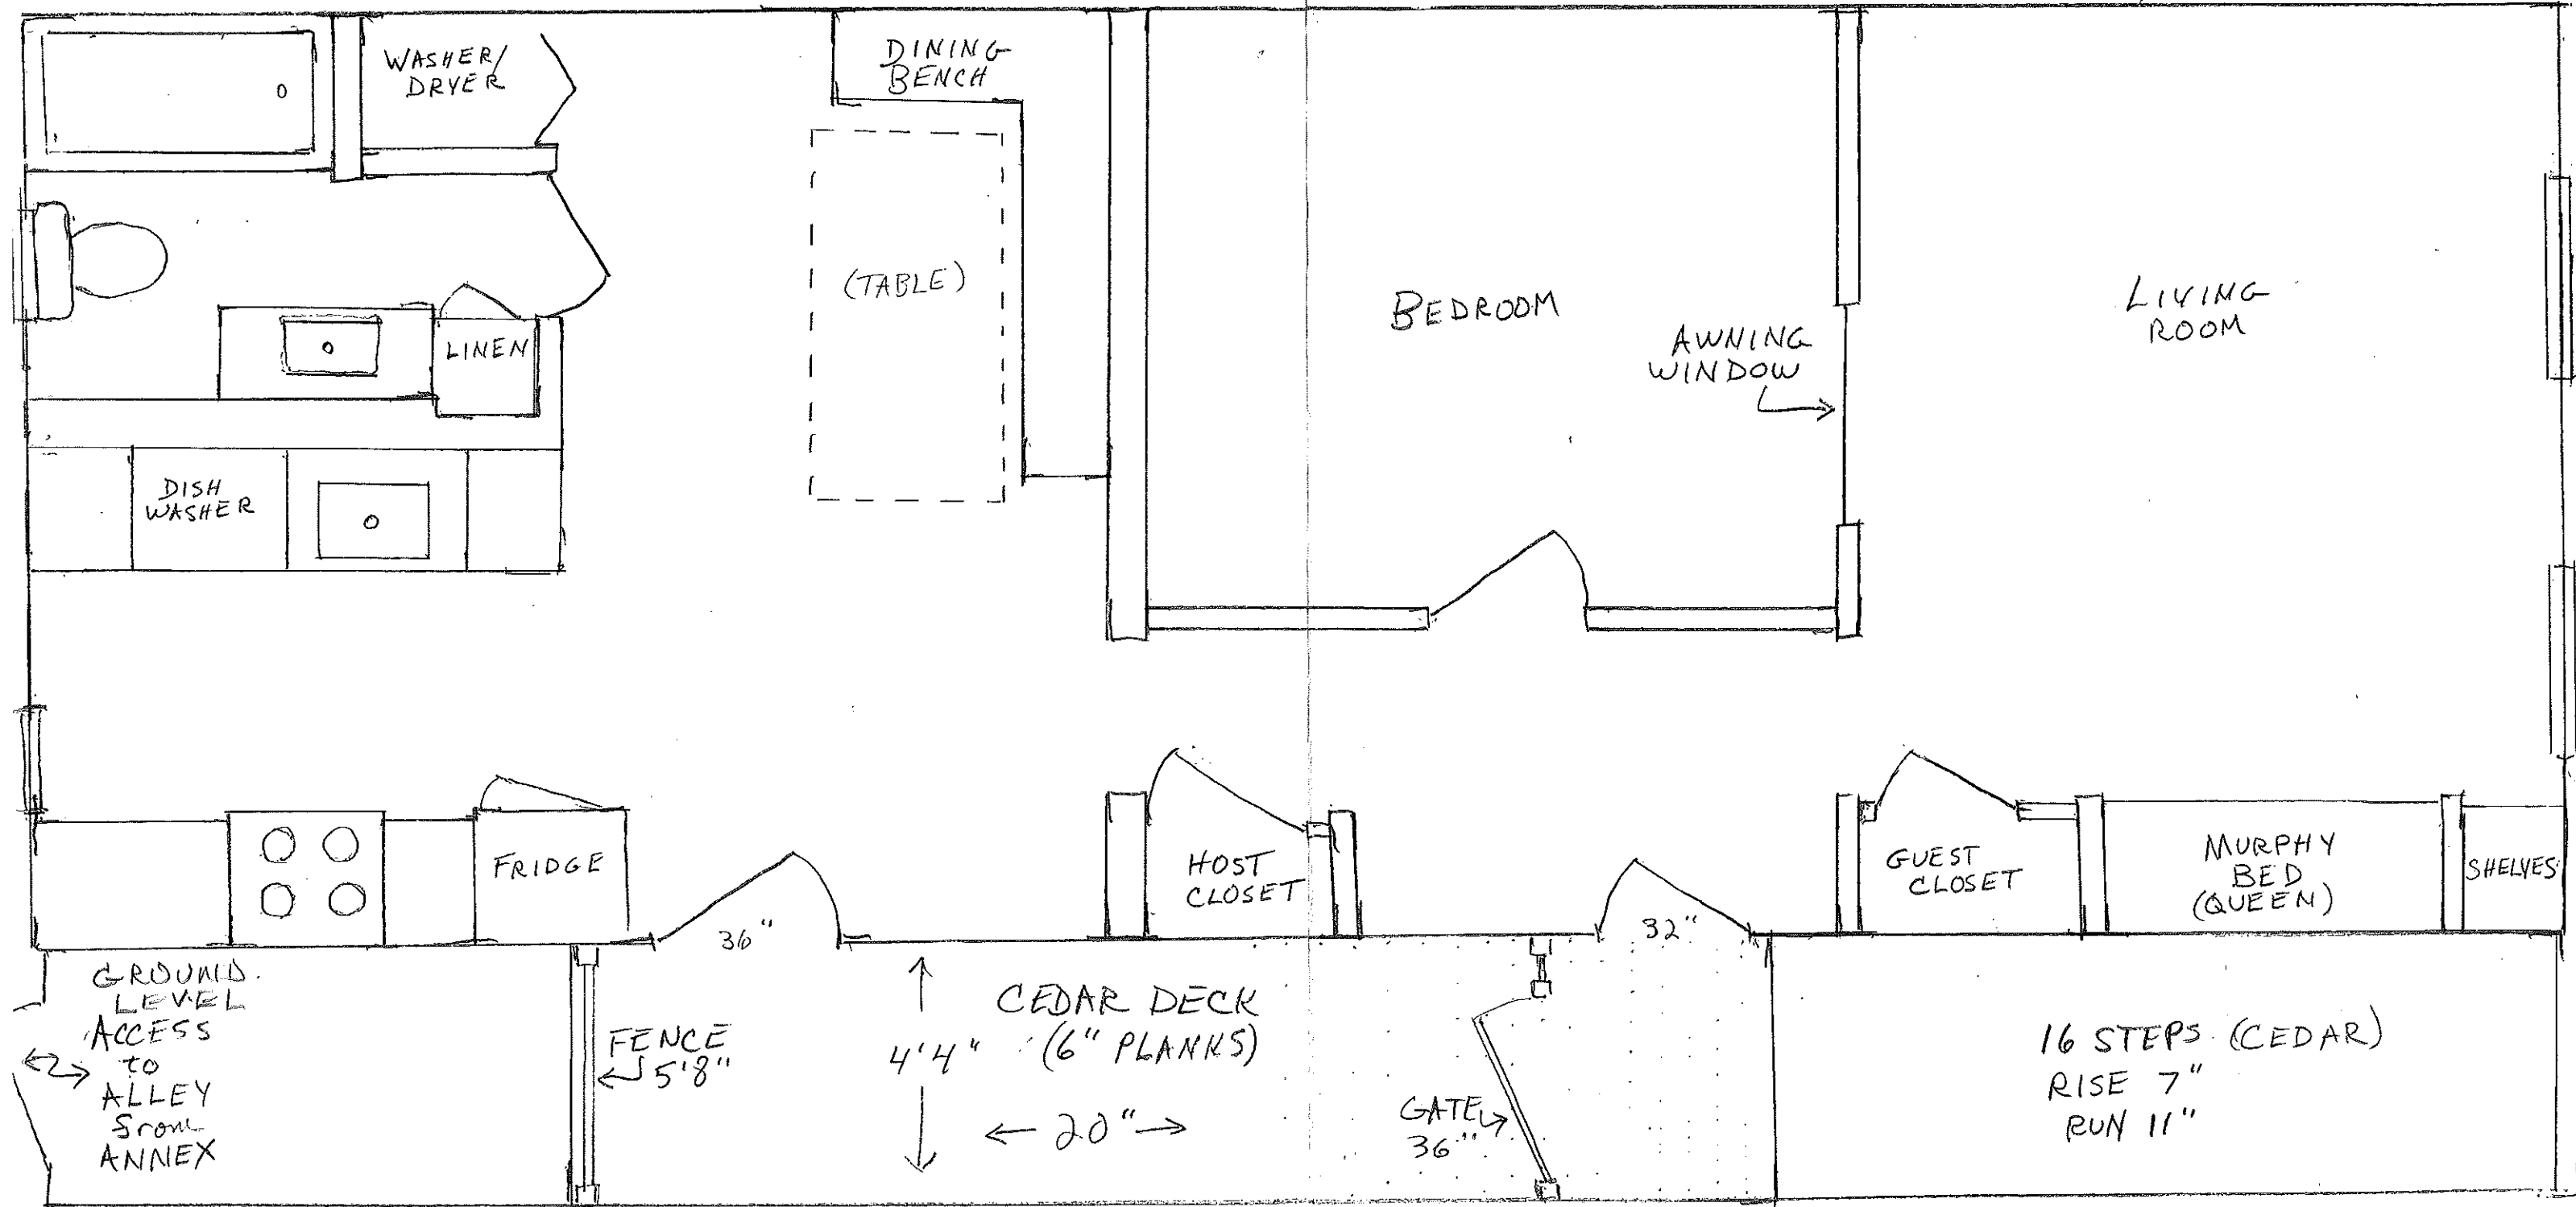 WASHER/
DRYER
DINING
BENCH
(TABLE)
BEDROOM
AWNING
WINDOW
LIVING
ROOM
LINEN
DISH
WASHER
FRIDGE
HOST
CLOSET
GUEST
CLOSET
MURPHY
BED
(QUEEN)
SHELVES
36"
32"
GROUND
LEVEL
ACCESS
to
ALLEY
from
ANNEX
FENCE
5'8"
4'4"
CEDAR DECK
(6" PLANKS)
20"
GATE
36"
16 STEPS (CEDAR)
RISE 7"
RUN 11"